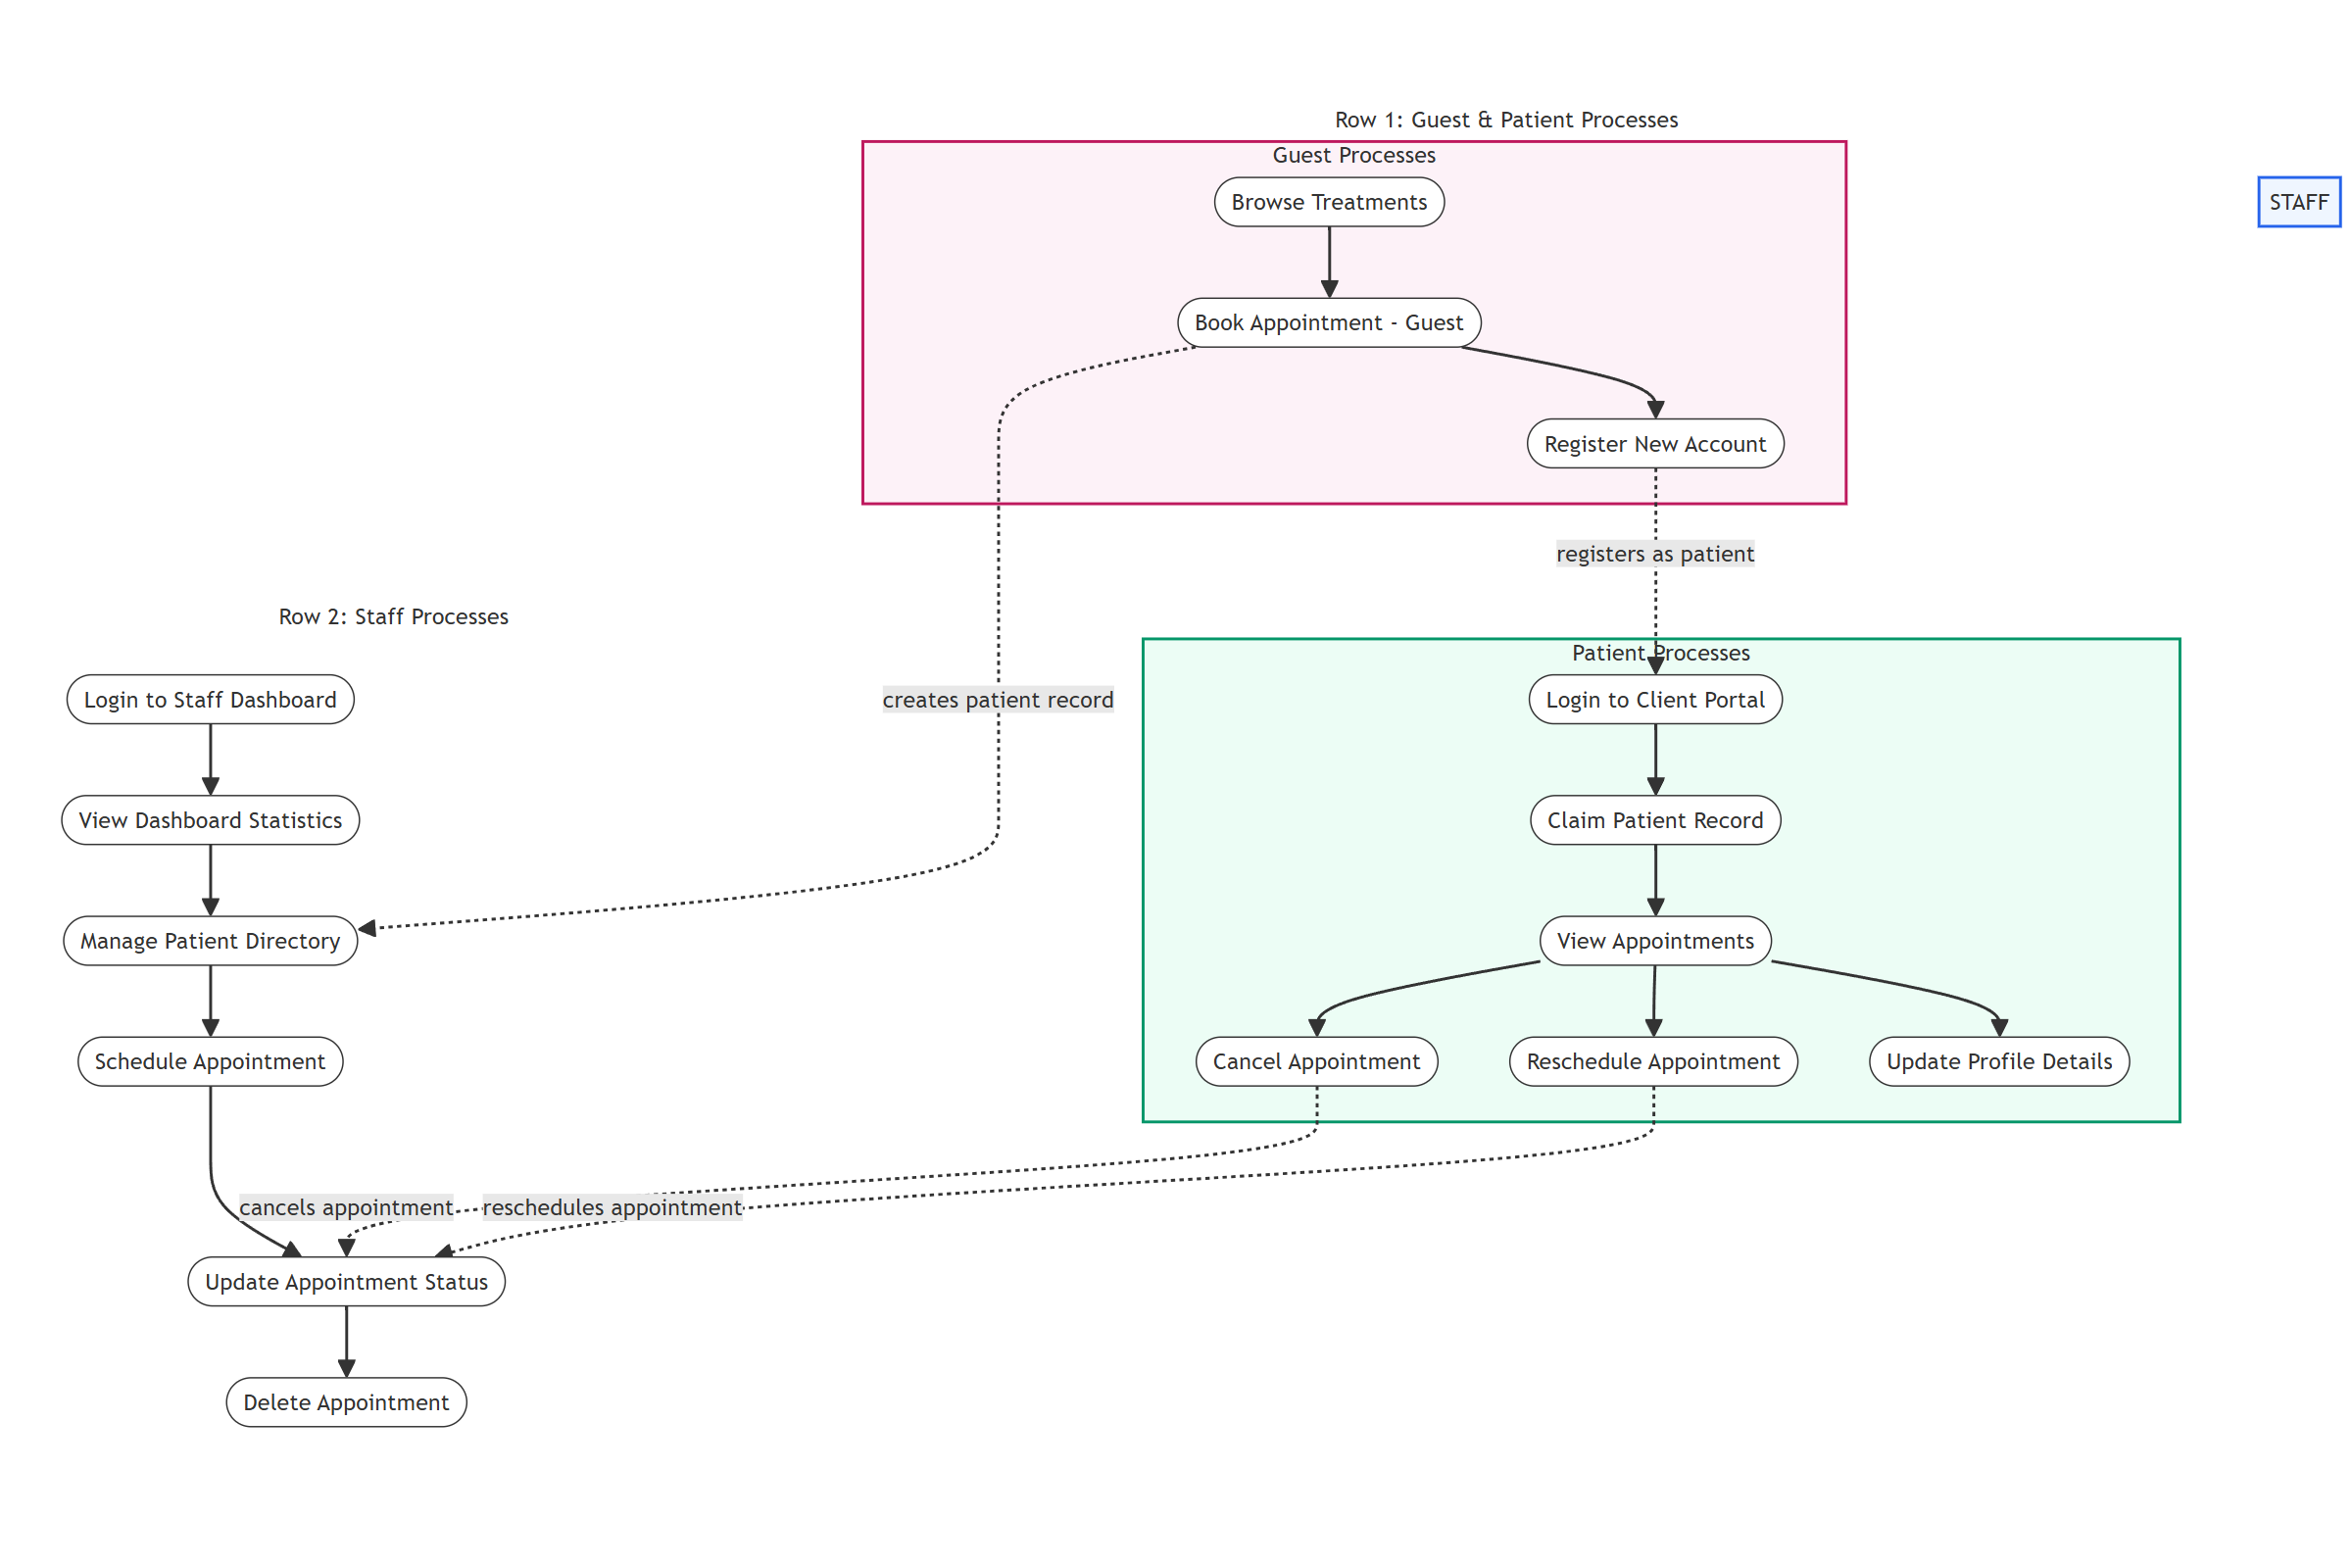 Row 1: Guest & Patient Processes
Guest Processes
Browse Treatments
STAFF
Book Appointment - Guest
Register New Account
registers as patient
Row 2: Staff Processes
Patient Processes
Login to Staff Dashboard
creates patient record
Login to Client Portal
View Dashboard Statistics
Claim Patient Record
Manage Patient Directory
View Appointments
Schedule Appointment
Cancel Appointment
Reschedule Appointment
Update Profile Details
cancels appointment
reschedules appointment
Update Appointment Status
Delete Appointment